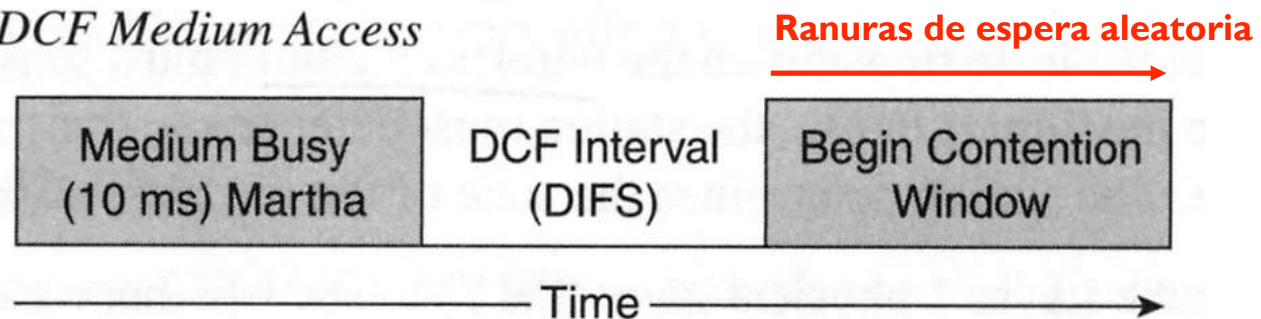 DCF Medium Access
Ranuras de espera aleatoria
Medium Busy
(10 ms) Martha
DCF Interval
(DIFS)
Begin Contention
Window
Time